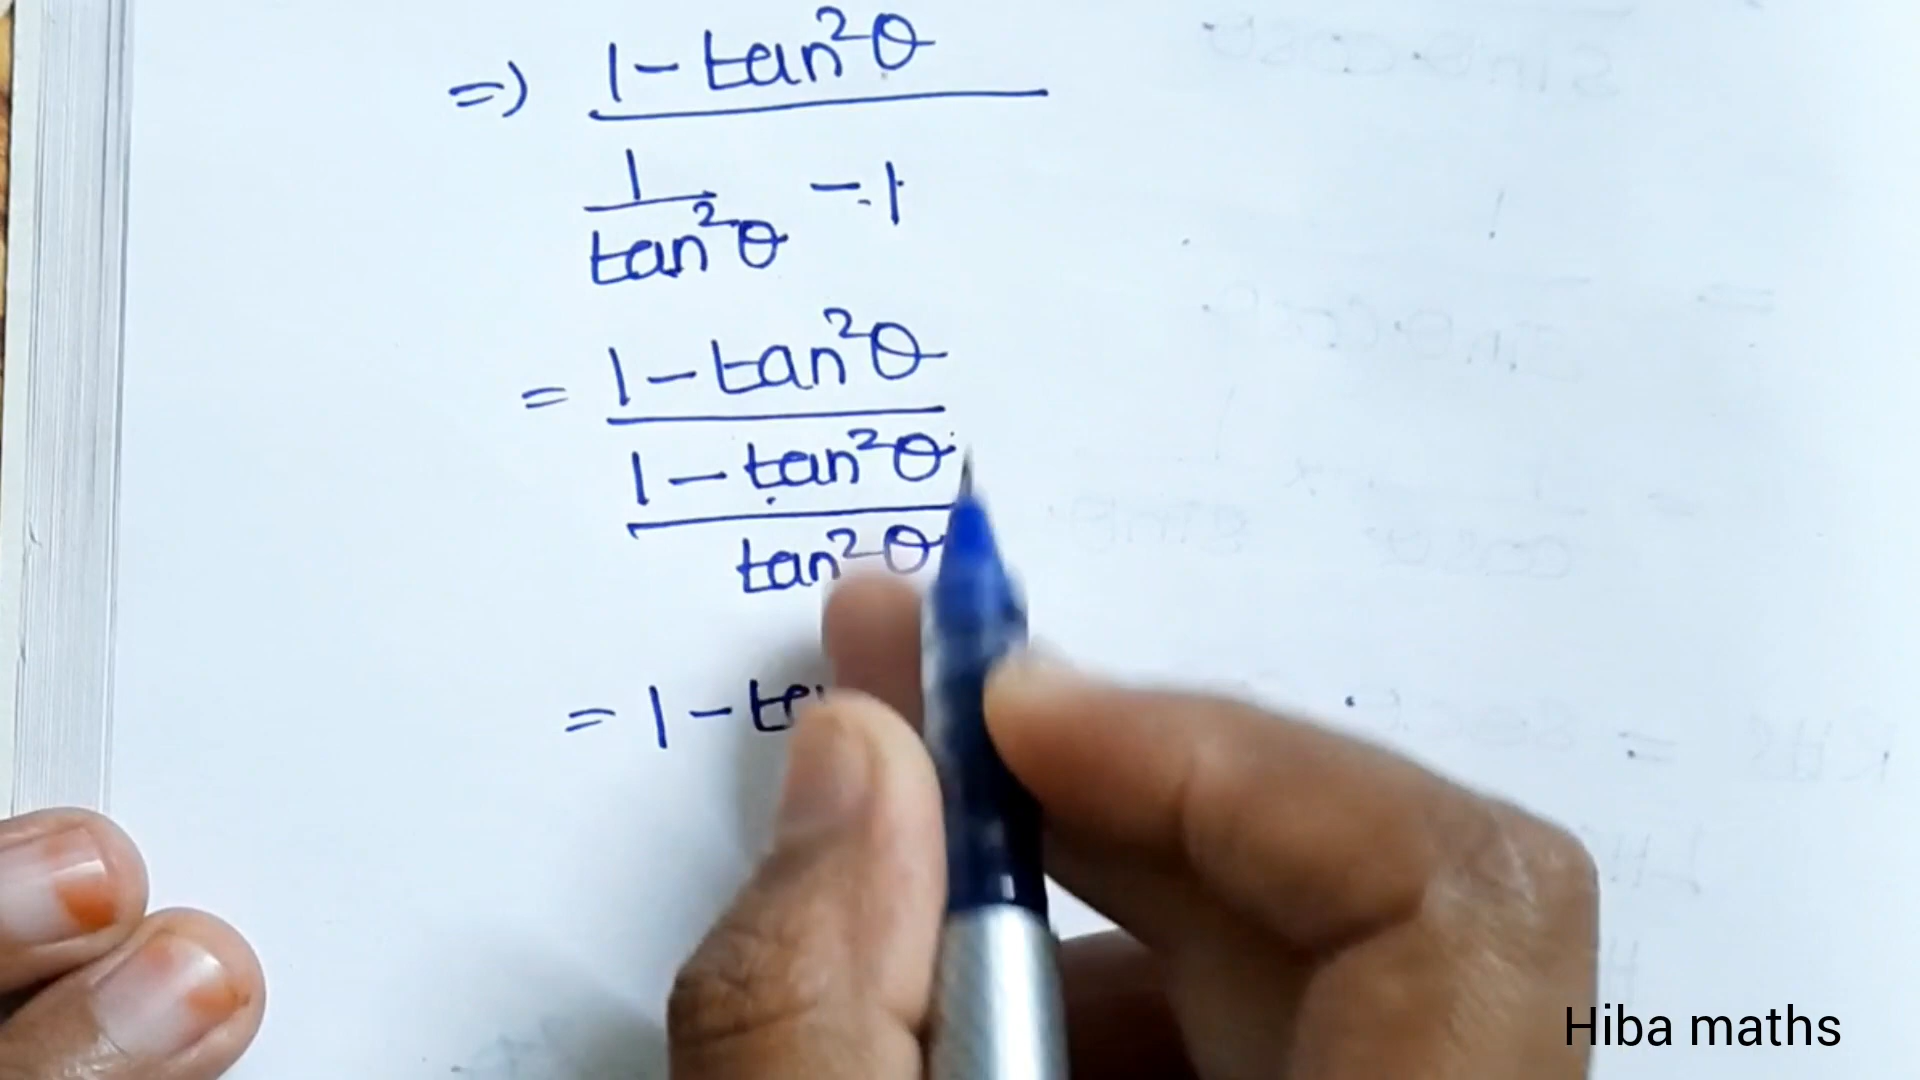 => 1 - tan²θ
1
tan²θ - 1
= 1 - tan²θ
1 - tan²θ
tan²θ
= 1 -
Hiba maths